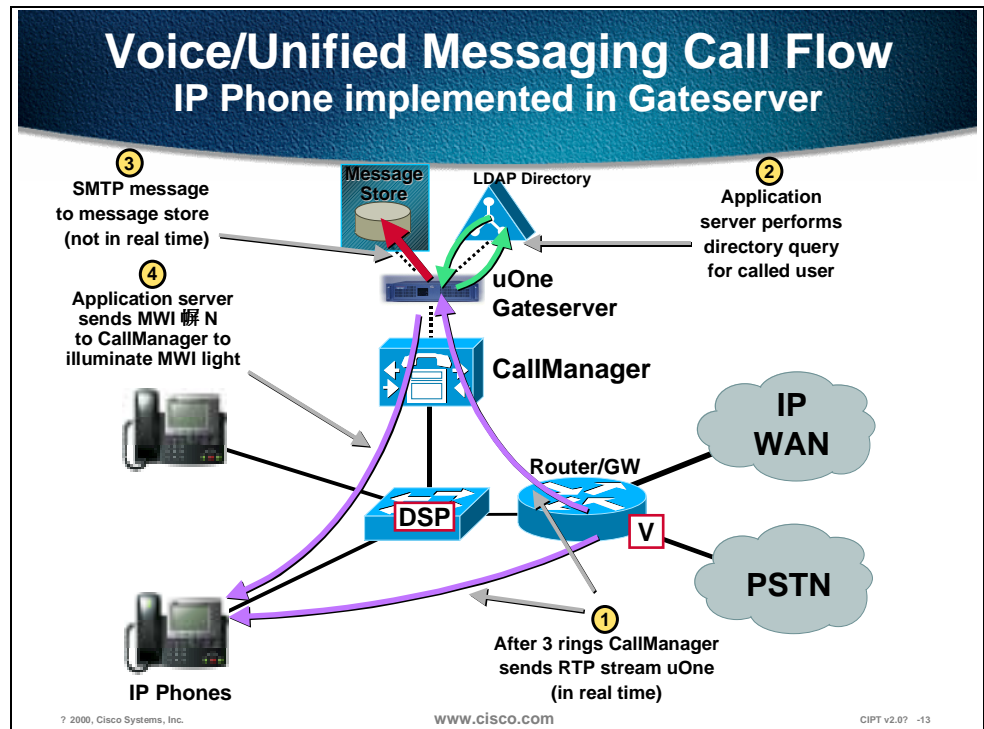 Voice/Unified Messaging Call Flow
IP Phone implemented in Gateserver
3
SMTP message
to message store
(not in real time)
Message
Store
LDAP Directory
2
Application
server performs
directory query
for called user
4
Application server
sends MWI 幈 N
to CallManager to
illuminate MWI light
uOne
Gateserver
CallManager
IP
WAN
Router/GW
DSP
V
PSTN
1
After 3 rings CallManager
sends RTP stream uOne
(in real time)
IP Phones
? 2000, Cisco Systems, Inc.
www.cisco.com
CIPT v2.0? -13